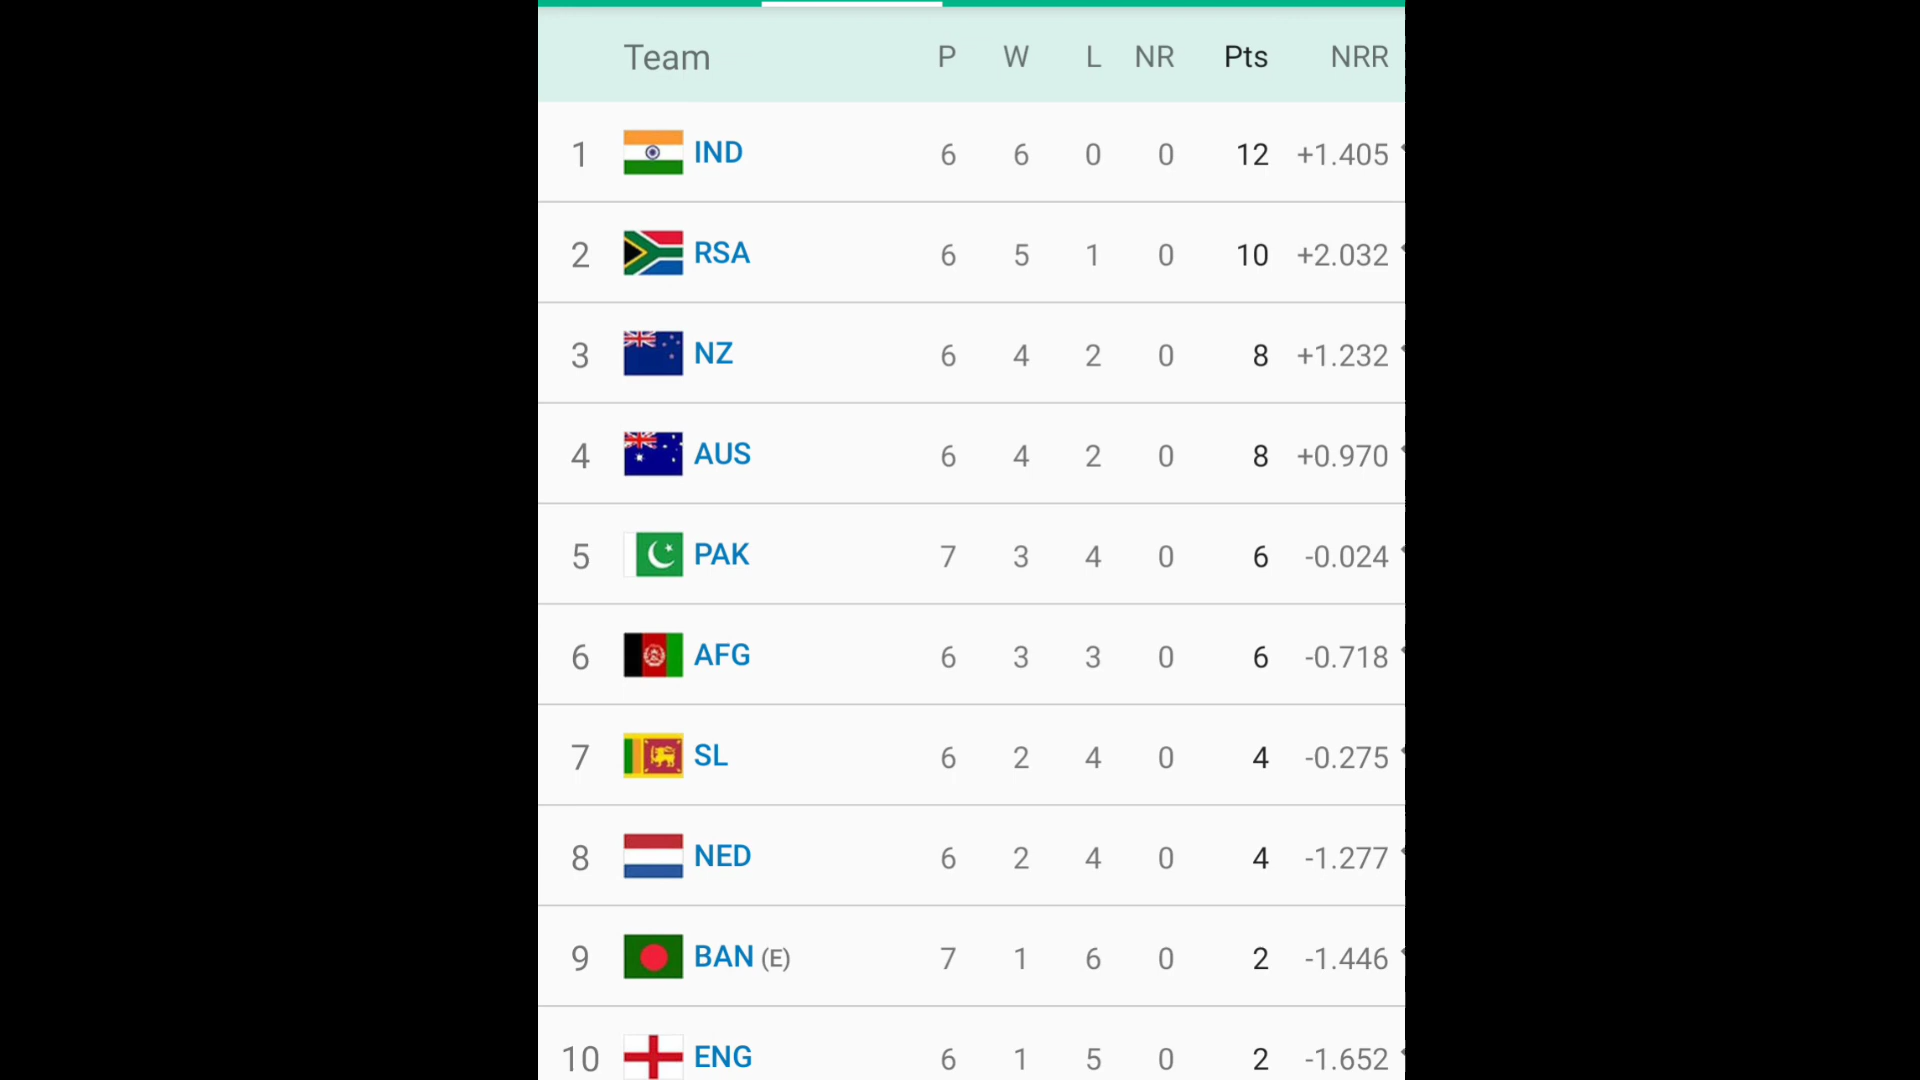 Team P W L NR Pts NRR
1 IND 6 6 0 0 12 +1.405
2 RSA 6 5 1 0 10 +2.032
3 NZ 6 4 2 0 8 +1.232
4 AUS 6 4 2 0 8 +0.970
5 PAK 7 3 4 0 6 -0.024
6 AFG 6 3 3 0 6 -0.718
7 SL 6 2 4 0 4 -0.275
8 NED 6 2 4 0 4 -1.277
9 BAN (E) 7 1 6 0 2 -1.446
10 ENG 6 1 5 0 2 -1.652